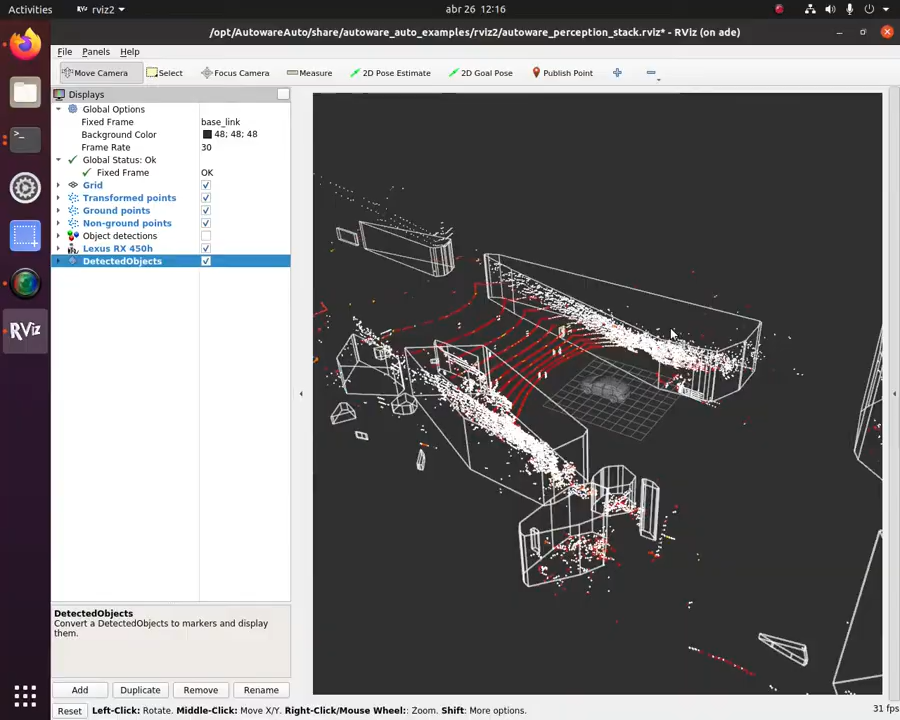 Activities rviz2 abr 26 12:16
/opt/AutowareAuto/share/autoware_auto_examples/rviz2/autoware_perception_stack.rviz* - RViz (on ade)
File Panels Help
Move Camera Select Focus Camera Measure 2D Pose Estimate 2D Goal Pose Publish Point
Displays
Global Options
Fixed Frame base_link
Background Color 48; 48; 48
Frame Rate 30
Global Status: Ok
Fixed Frame OK
Grid
Transformed points
Ground points
Non-ground points
Object detections
Lexus RX 450h
DetectedObjects
RViz
DetectedObjects
Convert a DetectedObjects to markers and display
them.
Add Duplicate Remove Rename
Reset Left-Click: Rotate. Middle-Click: Move X/Y. Right-Click/Mouse Wheel:: Zoom. Shift: More options. 31 fps